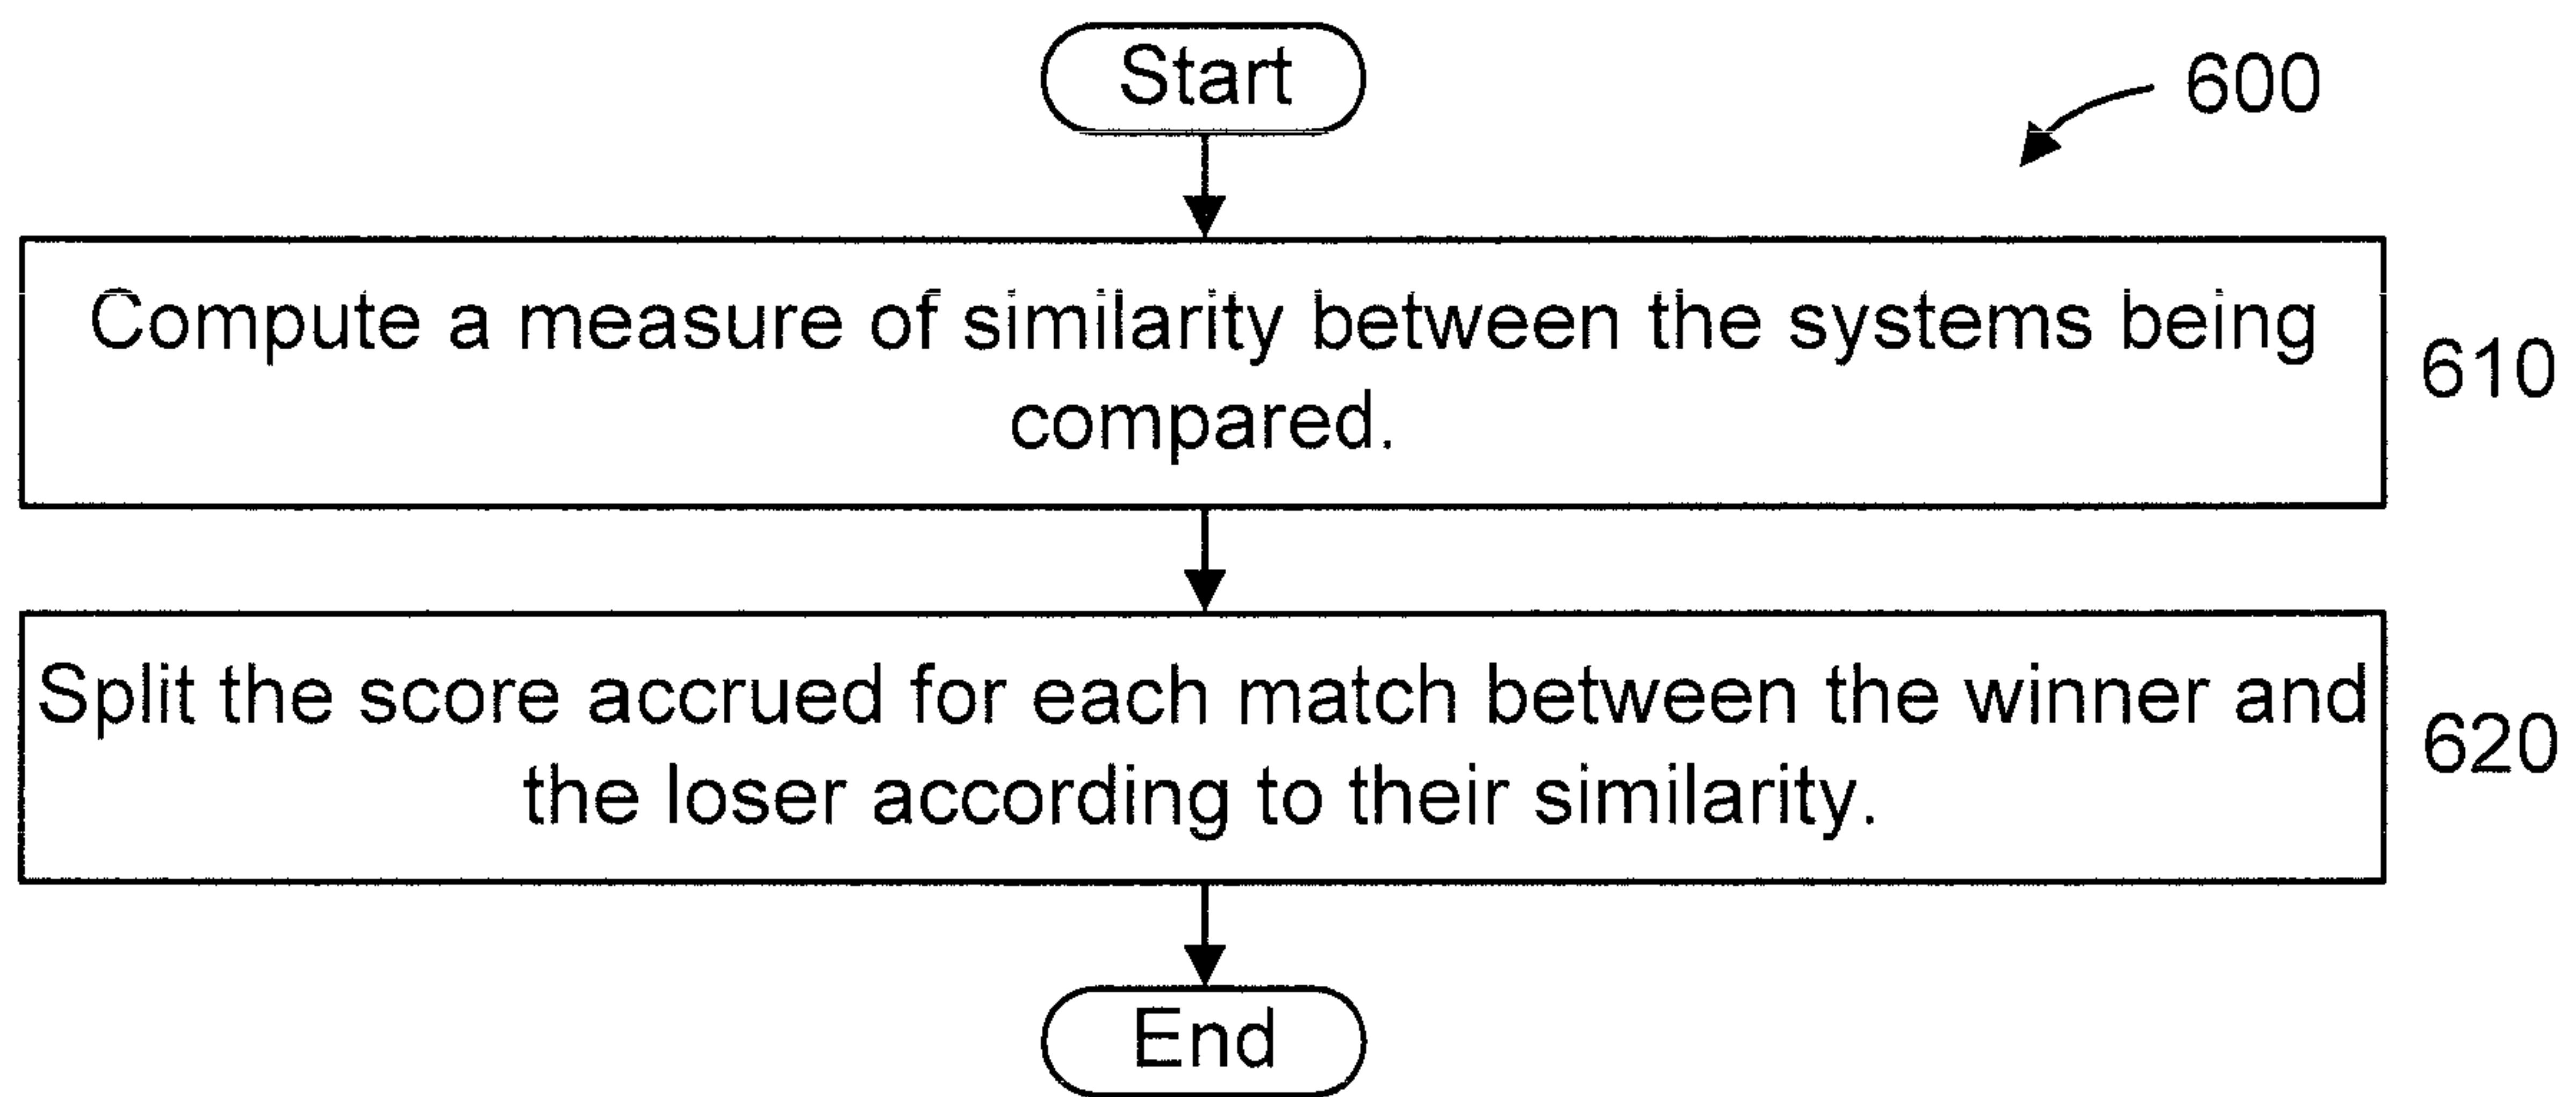 Start
600
Compute a measure of similarity between the systems being
compared.
610
Split the score accrued for each match between the winner and
the loser according to their similarity.
620
End